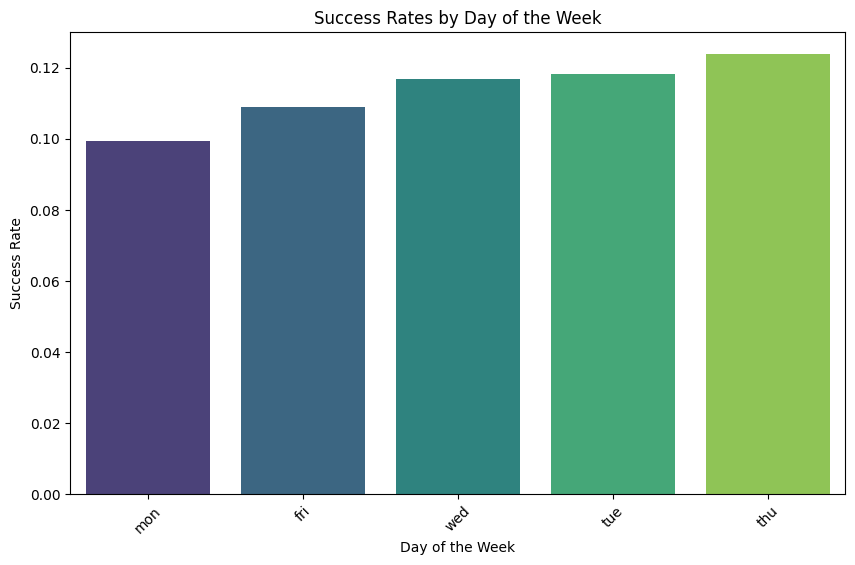 Success Rates by Day of the Week
Success Rate
0.12
0.10
0.08
0.06
0.04
0.02
0.00
mon
fri
wed
tue
thu
Day of the Week